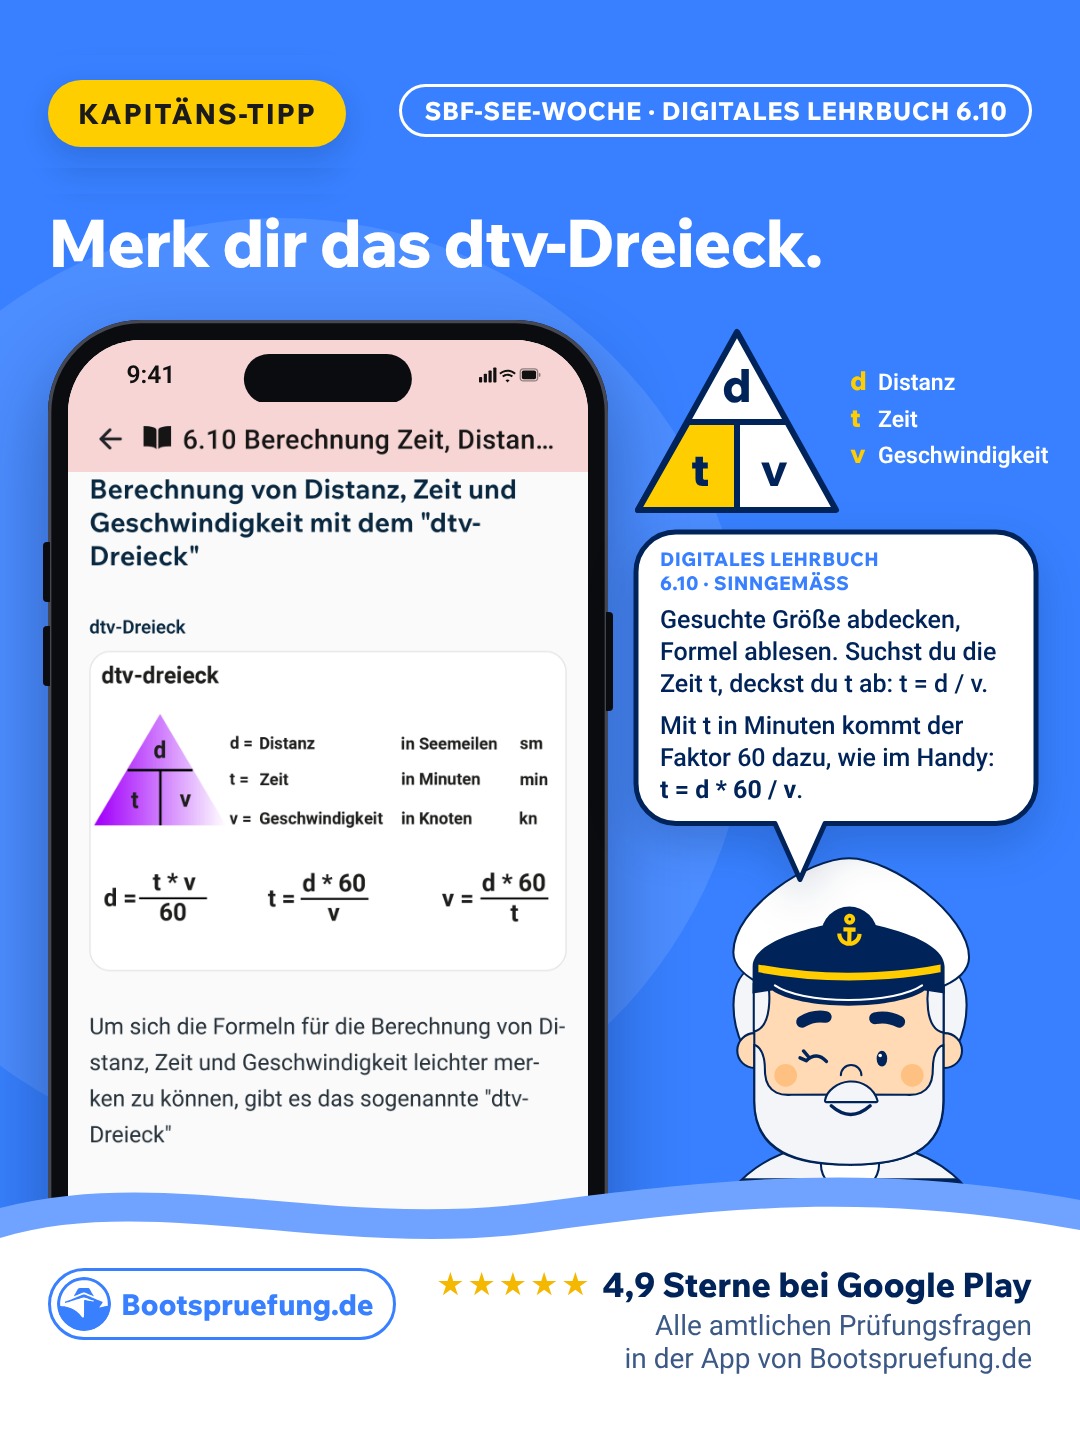 KAPITÄNS-TIPP
SBF-SEE-WOCHE · DIGITALES LEHRBUCH 6.10
Merk dir das dtv-Dreieck.
9:41
6.10 Berechnung Zeit, Distan...
Berechnung von Distanz, Zeit und
Geschwindigkeit mit dem "dtv-
Dreieck"
dtv-Dreieck
dtv-dreieck
d
t v
d = Distanz in Seemeilen sm
t = Zeit in Minuten min
v = Geschwindigkeit in Knoten kn
d = t * v / 60
t = d * 60 / v
v = d * 60 / t
Um sich die Formeln für die Berechnung von Di-
stanz, Zeit und Geschwindigkeit leichter mer-
ken zu können, gibt es das sogenannte "dtv-
Dreieck"
d
t v
d Distanz
t Zeit
v Geschwindigkeit
DIGITALES LEHRBUCH
6.10 · SINNGEMÄSS
Gesuchte Größe abdecken,
Formel ablesen. Suchst du die
Zeit t, deckst du t ab: t = d / v.
Mit t in Minuten kommt der
Faktor 60 dazu, wie im Handy:
t = d * 60 / v.
Bootspruefung.de
★★★★★ 4,9 Sterne bei Google Play
Alle amtlichen Prüfungsfragen
in der App von Bootspruefung.de